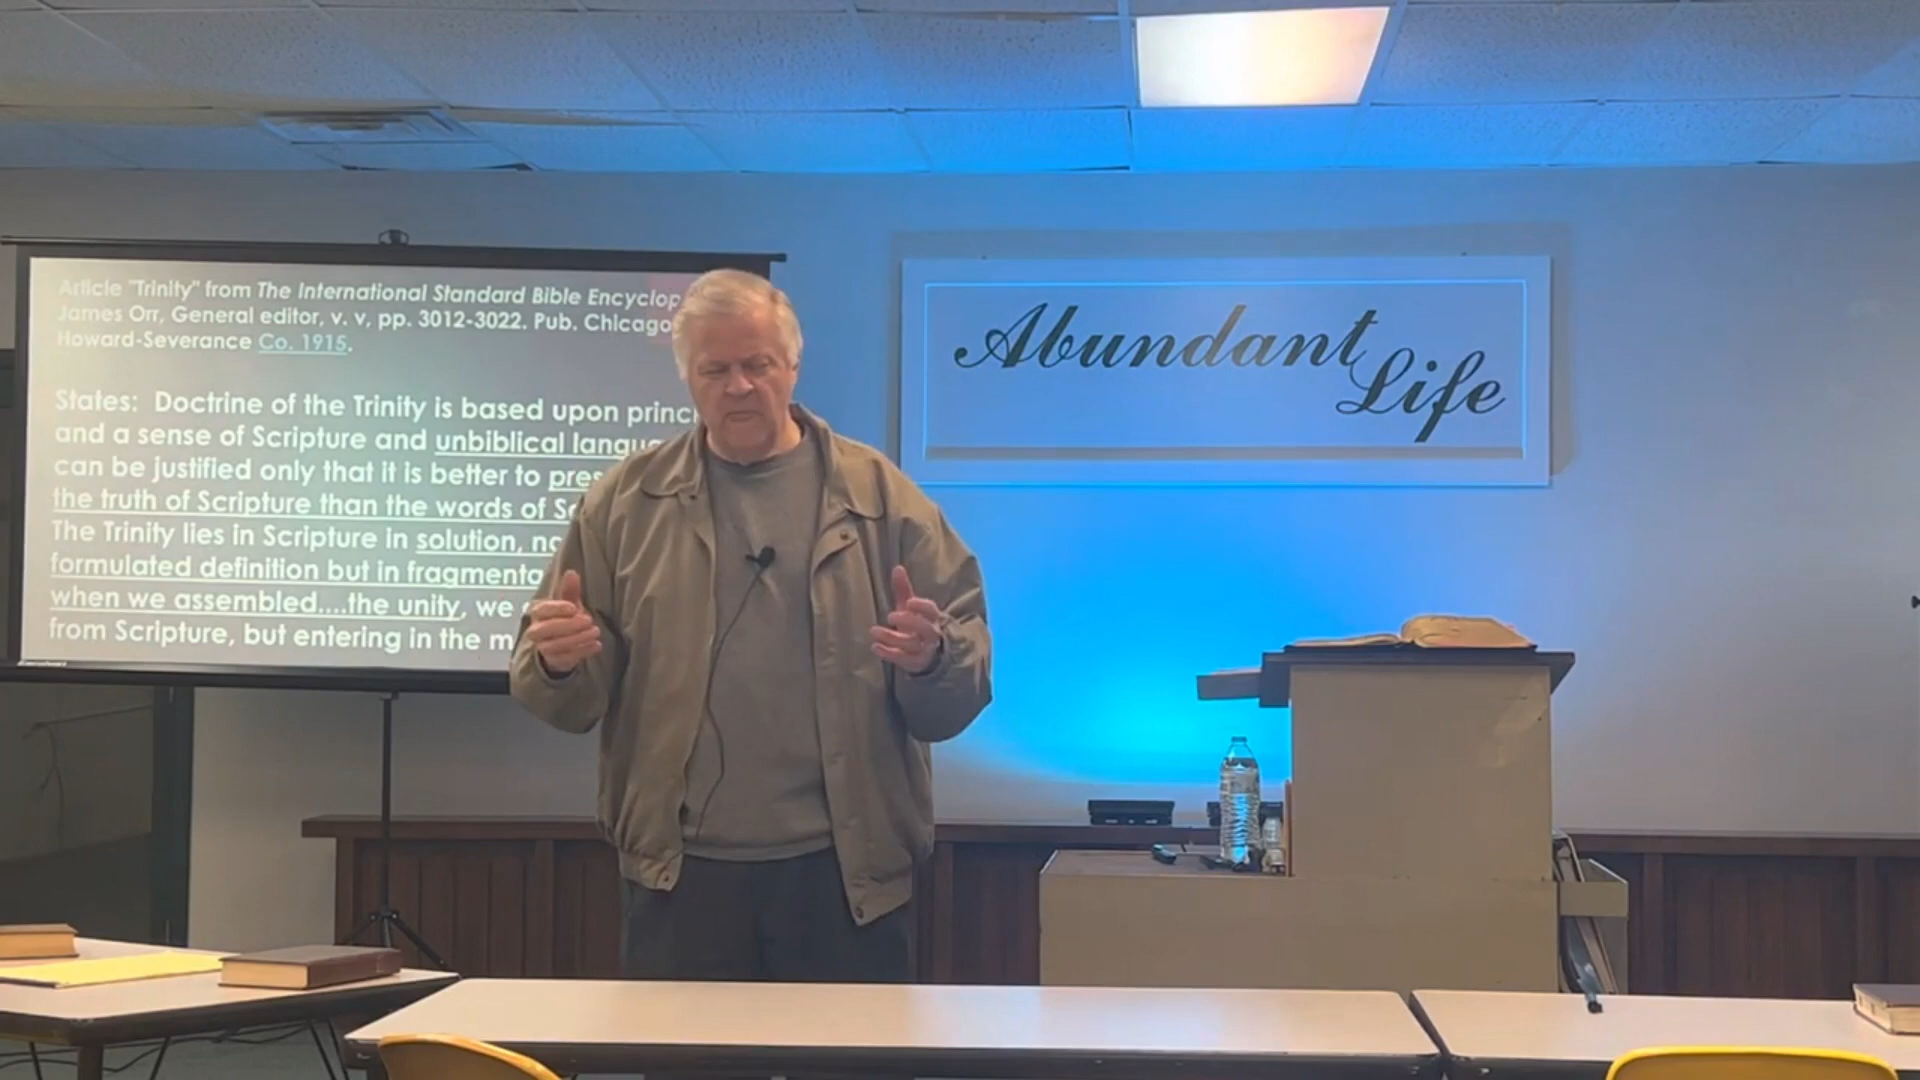 Article "Trinity" from The International Standard Bible Encyclop
James Orr, General editor, v. v, pp. 3012-3022. Pub. Chicago
Howard-Severance Co. 1915.
States: Doctrine of the Trinity is based upon princ
and a sense of Scripture and unbiblical langu
can be justified only that it is better to pres
the truth of Scripture than the words of Sc
The Trinity lies in Scripture in solution, no
formulated definition but in fragmenta
when we assembled....the unity, we
from Scripture, but entering in the m
Abundant
Life